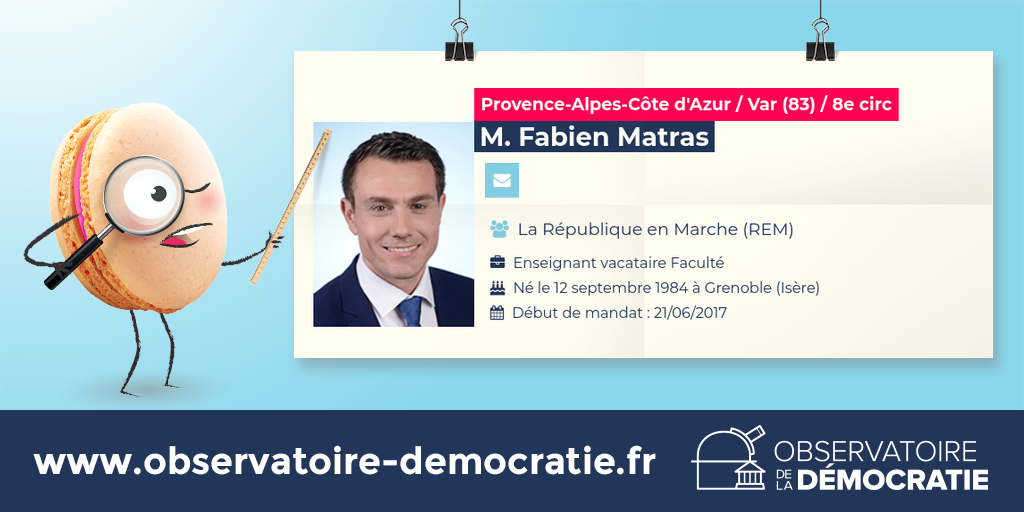 Provence-Alpes-Côte d'Azur / Var (83) / 8e circ
M. Fabien Matras
La République en Marche (REM)
Enseignant vacataire Faculté
Né le 12 septembre 1984 à Grenoble (Isère)
Début de mandat : 21/06/2017
www.observatoire-democratie.fr
OBSERVATOIRE
DE LA DÉMOCRATIE